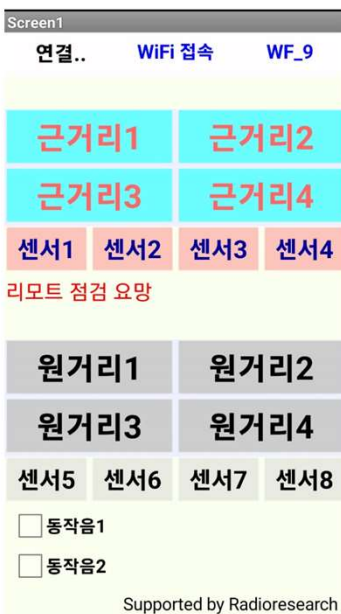 Screen1
연결.. WiFi 접속 WF_9
근거리1 근거리2
근거리3 근거리4
센서1 센서2 센서3 센서4
리모트 점검 요망
원거리1 원거리2
원거리3 원거리4
센서5 센서6 센서7 센서8
동작음1
동작음2
Supported by Radioresearch